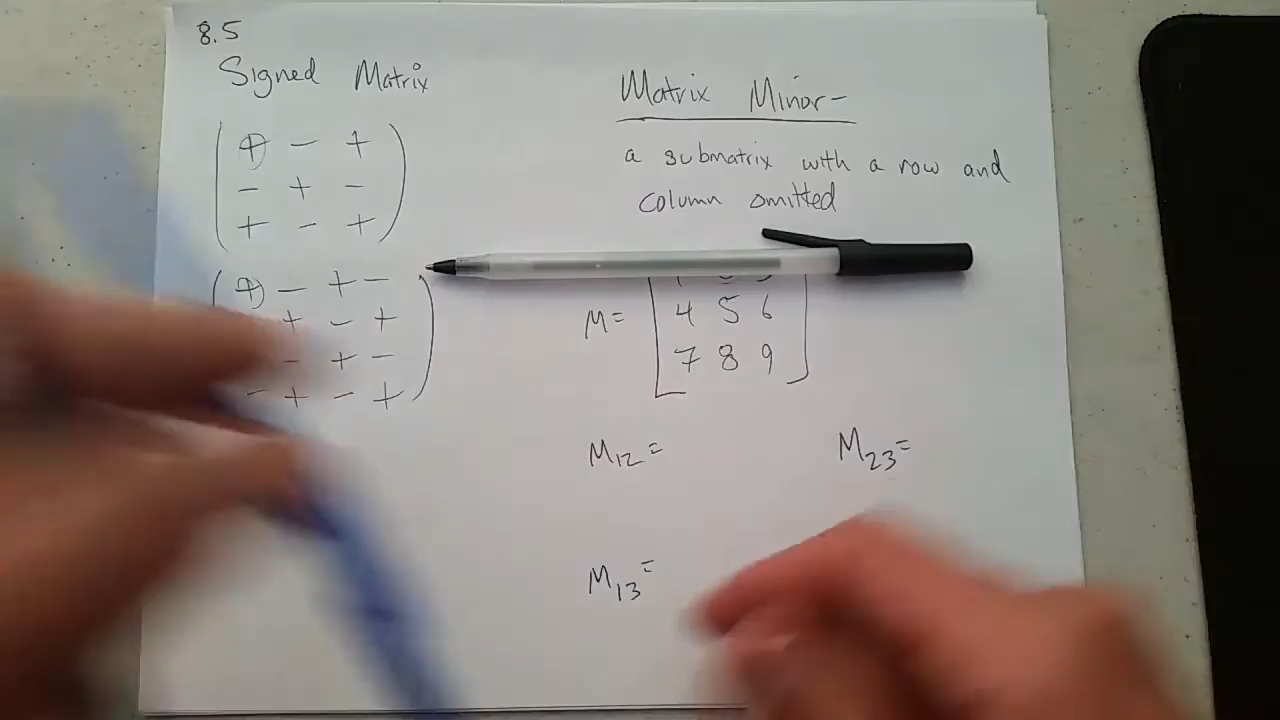 8.5
Signed Matrix
+ - +
- + -
+ - +
+ - + -
+ - +
- + -
- + - +
Matrix Minor-
a submatrix with a row and
column omitted
M=
4 5 6
7 8 9
M12=
M23=
M13=